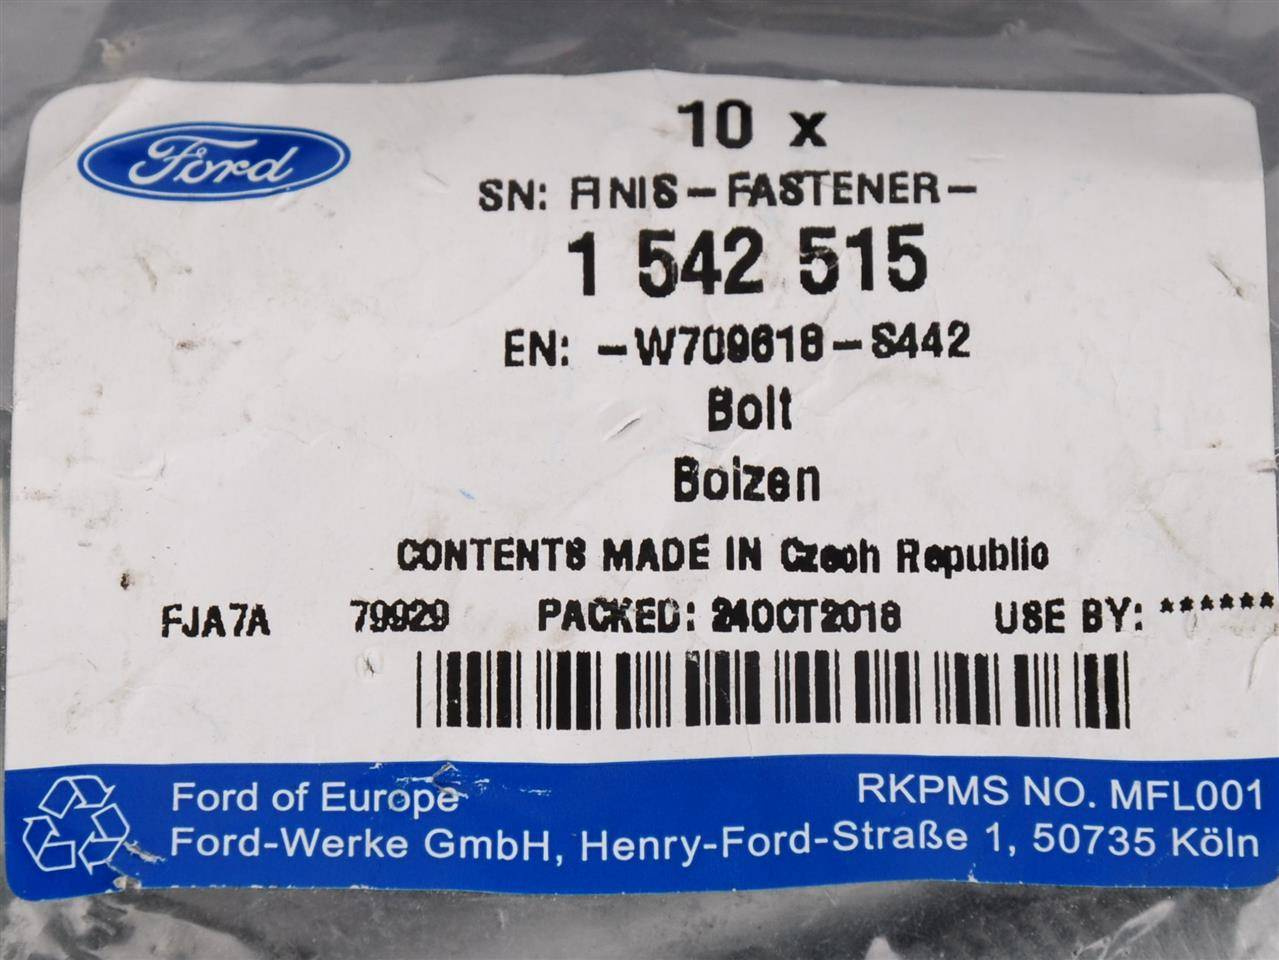 Ford
10 x
SN: FINIS-FASTENER-
1 542 515
EN: -W709618-S442
Bolt
Bolzen
CONTENTS MADE IN Czech Republic
FJA7A 79929 PACKED: 24OCT2018 USE BY: ******
Ford of Europe RKPMS NO. MFL001
Ford-Werke GmbH, Henry-Ford-Straße 1, 50735 Köln